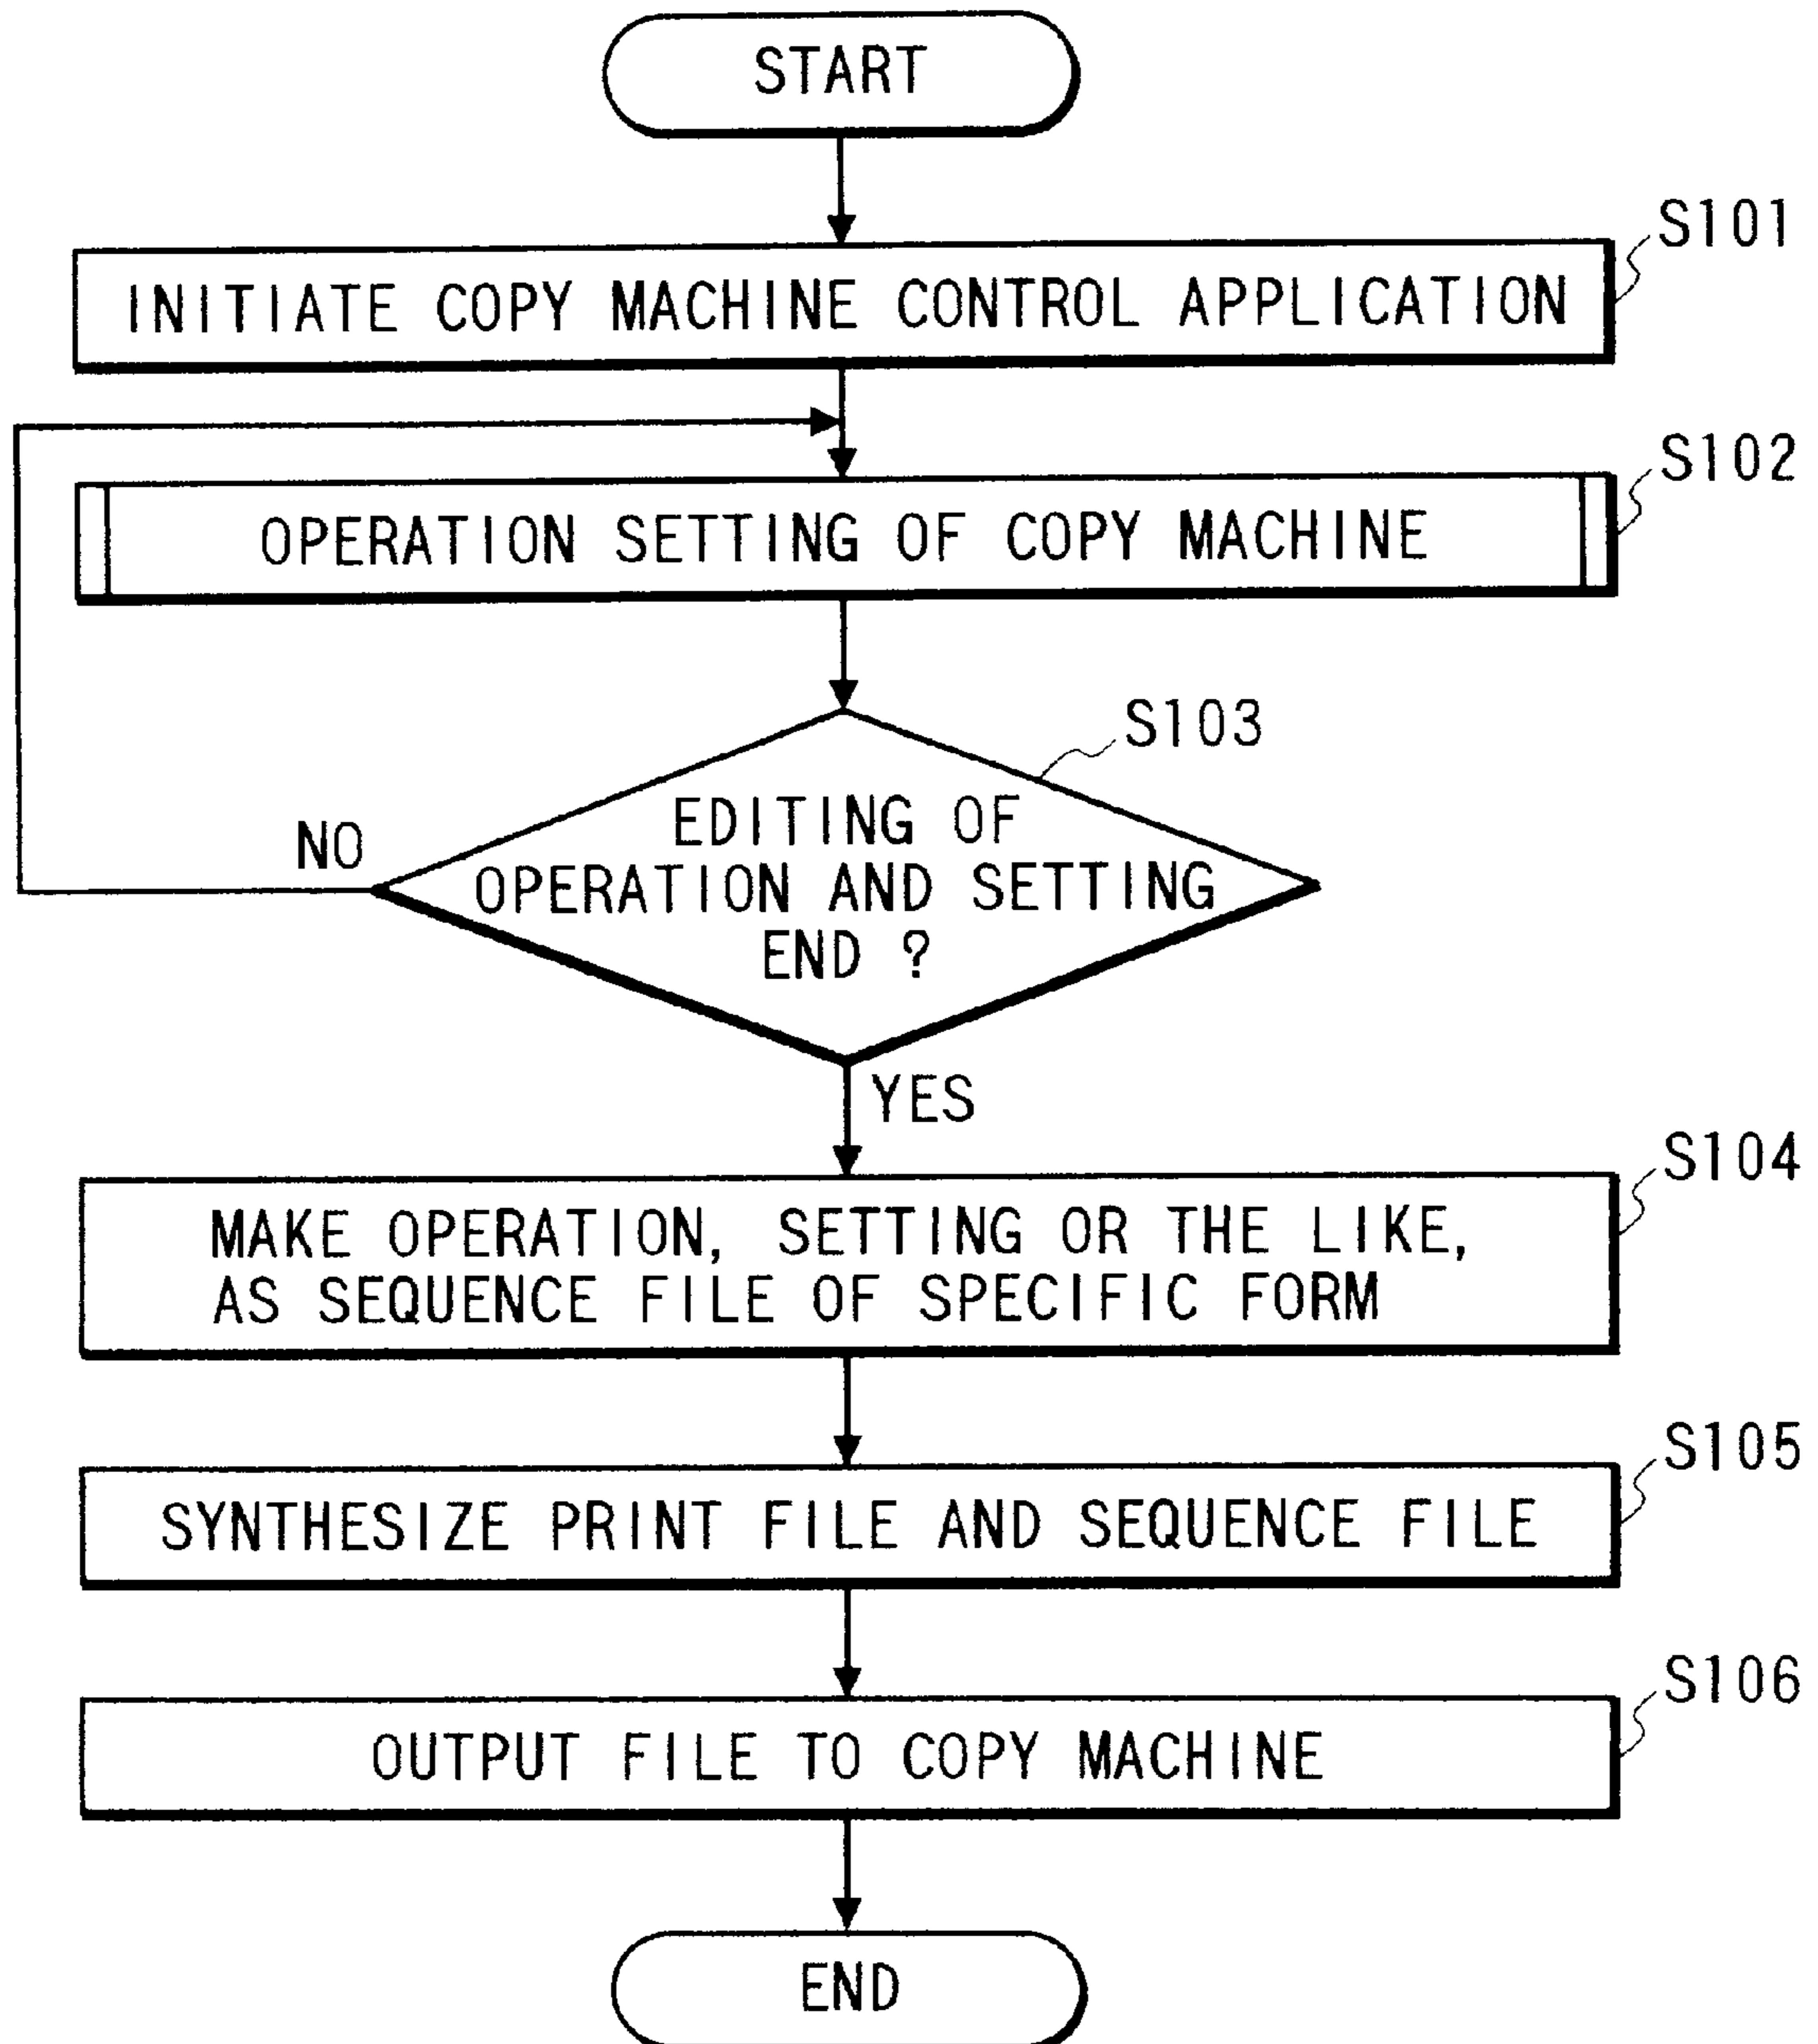 START
S101
INITIATE COPY MACHINE CONTROL APPLICATION
S102
OPERATION SETTING OF COPY MACHINE
S103
EDITING OF
OPERATION AND SETTING
END ?
NO
YES
S104
MAKE OPERATION, SETTING OR THE LIKE,
AS SEQUENCE FILE OF SPECIFIC FORM
S105
SYNTHESIZE PRINT FILE AND SEQUENCE FILE
S106
OUTPUT FILE TO COPY MACHINE
END